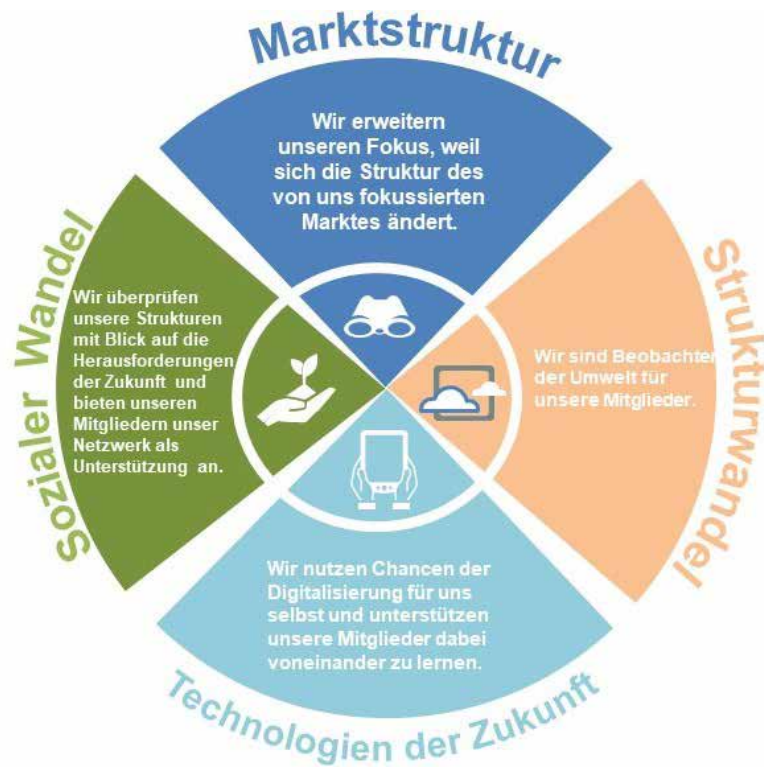 Marktstruktur
Wir erweitern
unseren Fokus, weil
sich die Struktur des
von uns fokussierten
Marktes ändert.
Sozialer Wandel
Wir überprüfen
unsere Strukturen
mit Blick auf die
Herausforderungen
der Zukunft und
bieten unseren
Mitgliedern unser
Netzwerk als
Unterstützung an.
Strukturwandel
Wir sind Beobachter
der Umwelt für
unsere Mitglieder.
Wir nutzen Chancen der
Digitalisierung für uns
selbst und unterstützen
unsere Mitglieder dabei
voneinander zu lernen.
Technologien der Zukunft